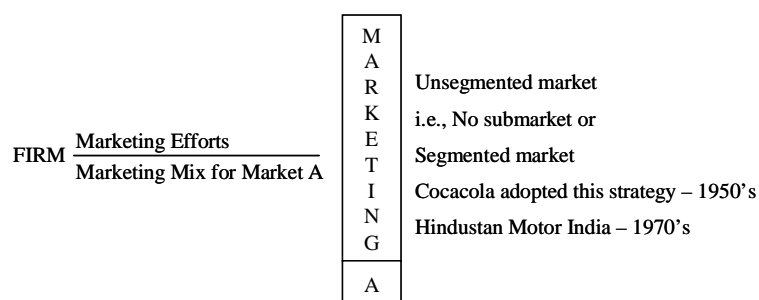 FIRM
Marketing Efforts
Marketing Mix for Market A
M
A
R
K
E
T
I
N
G
A
Unsegmented market
i.e., No submarket or
Segmented market
Cocacola adopted this strategy – 1950’s
Hindustan Motor India – 1970’s